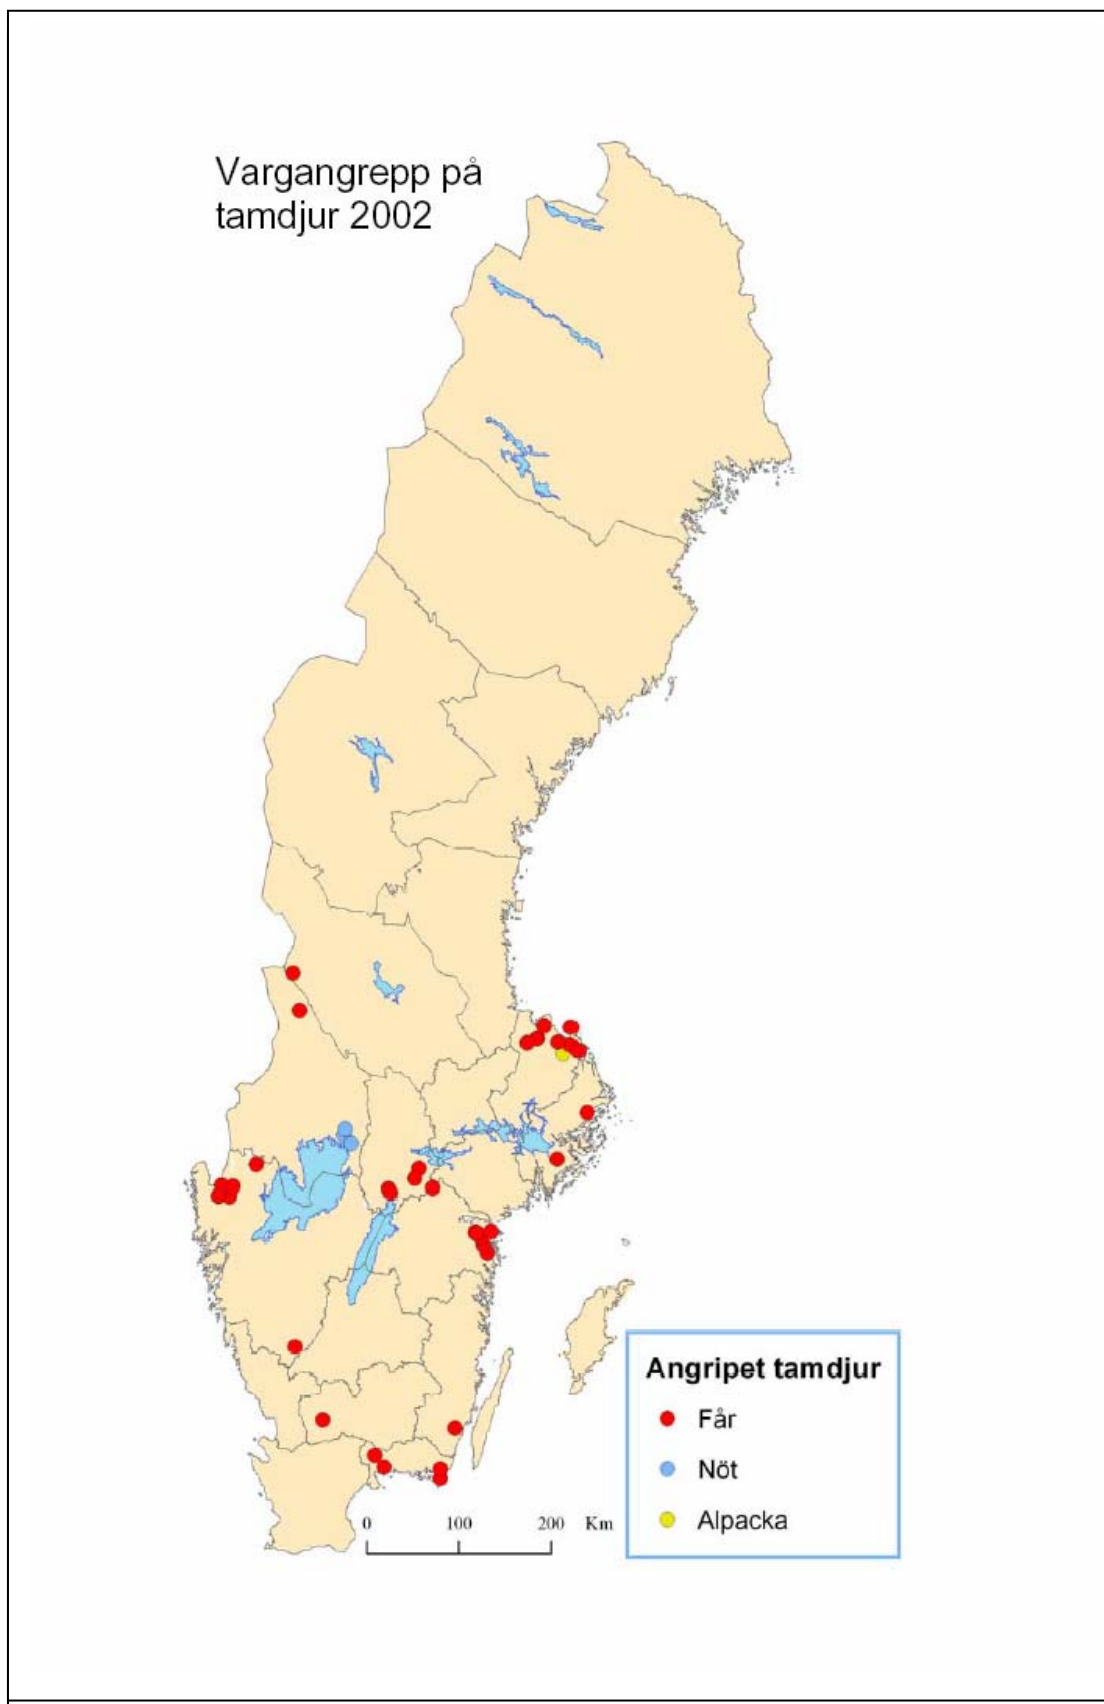 Vargangrepp på
tamdjur 2002
Angripet tamdjur
Får
Nöt
Alpacka
0 100 200 Km